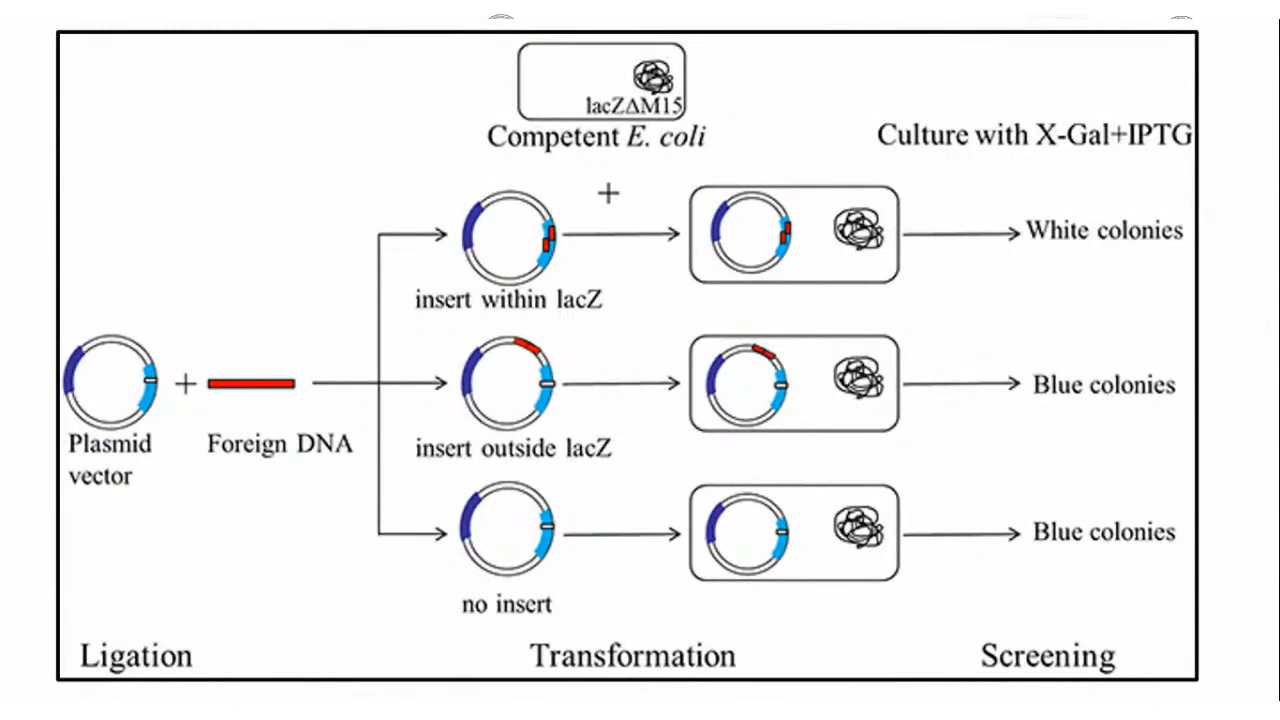 lacZΔM15
Competent E. coli
Culture with X-Gal+IPTG
+
White colonies
insert within lacZ
+
Blue colonies
Plasmid
vector
Foreign DNA
insert outside lacZ
Blue colonies
no insert
Ligation
Transformation
Screening